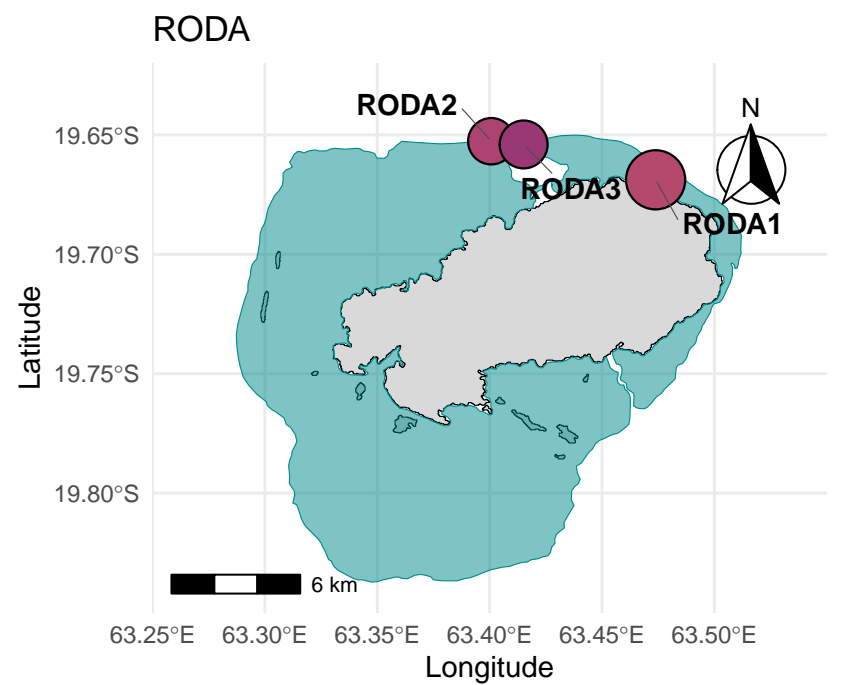 RODA
RODA2
N
RODA3
RODA1
19.65°S
19.70°S
19.75°S
19.80°S
Latitude
6 km
63.25°E 63.30°E 63.35°E 63.40°E 63.45°E 63.50°E
Longitude